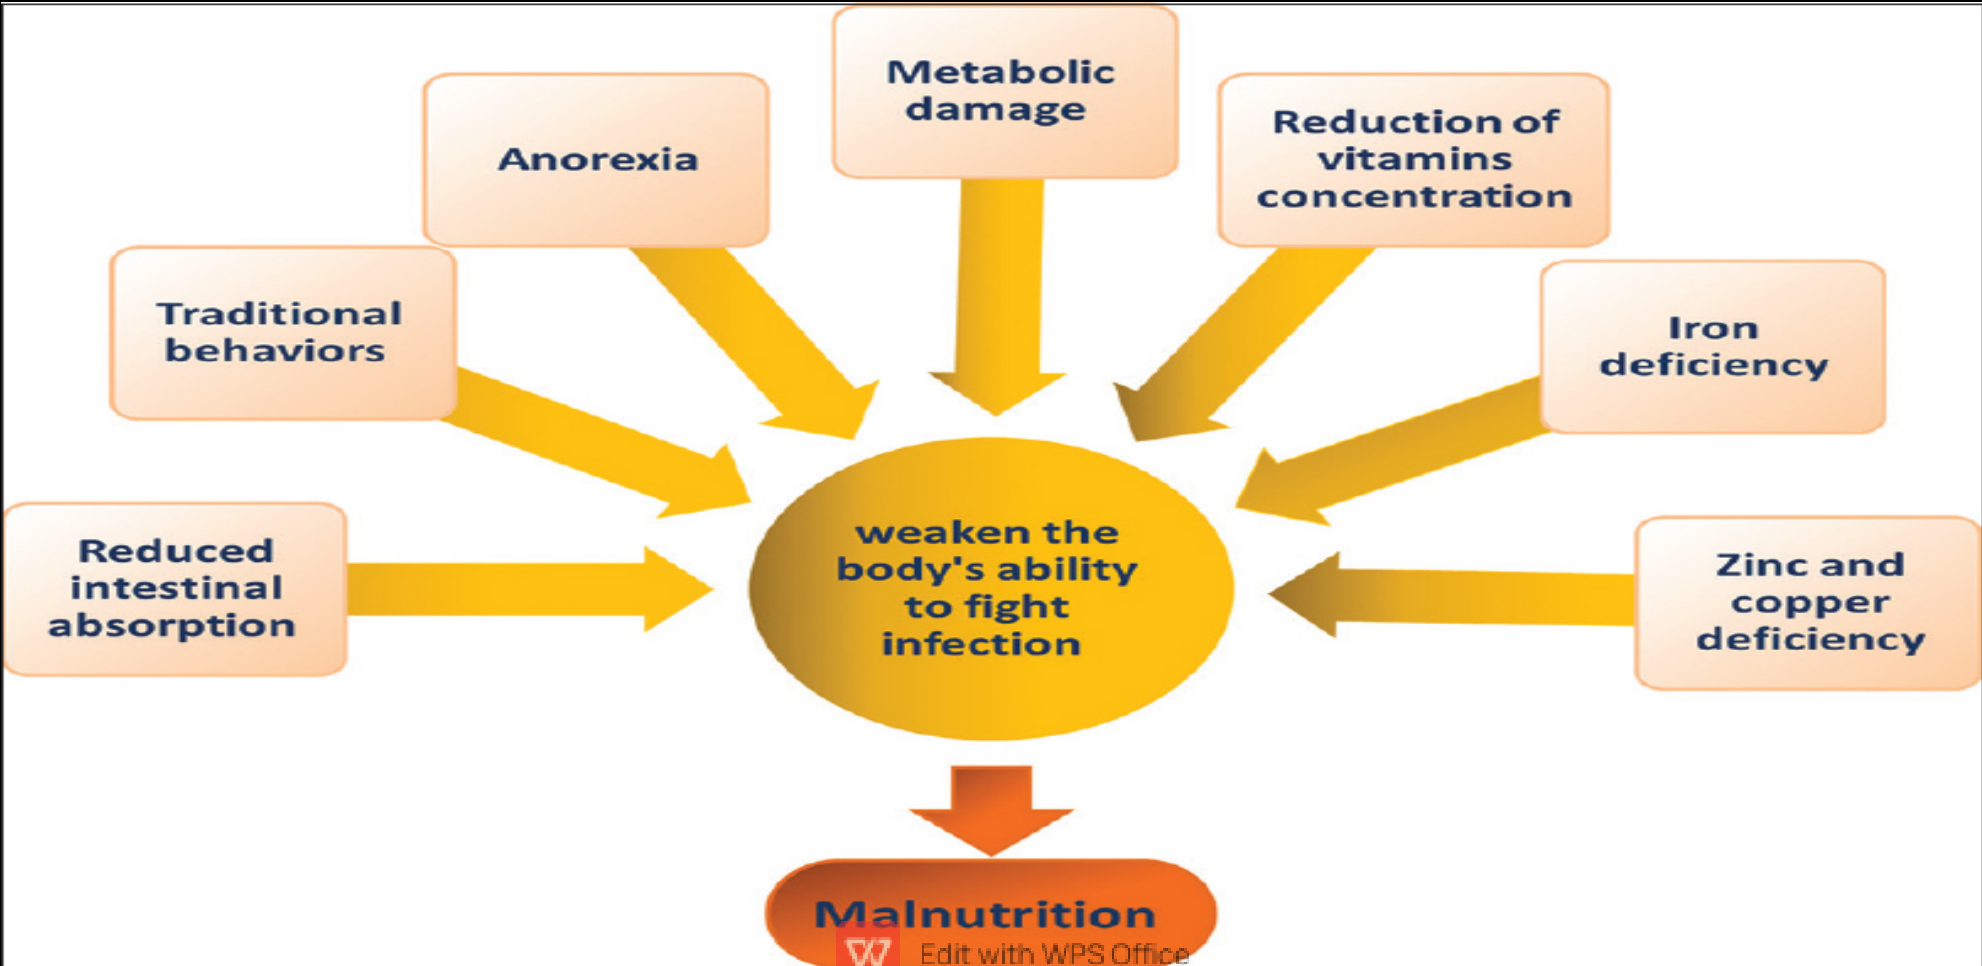 Metabolic
damage
Anorexia
Reduction of
vitamins
concentration
Traditional
behaviors
Iron
deficiency
Reduced
intestinal
absorption
weaken the
body's ability
to fight
infection
Zinc and
copper
deficiency
Malnutrition
Edit with WPS Office